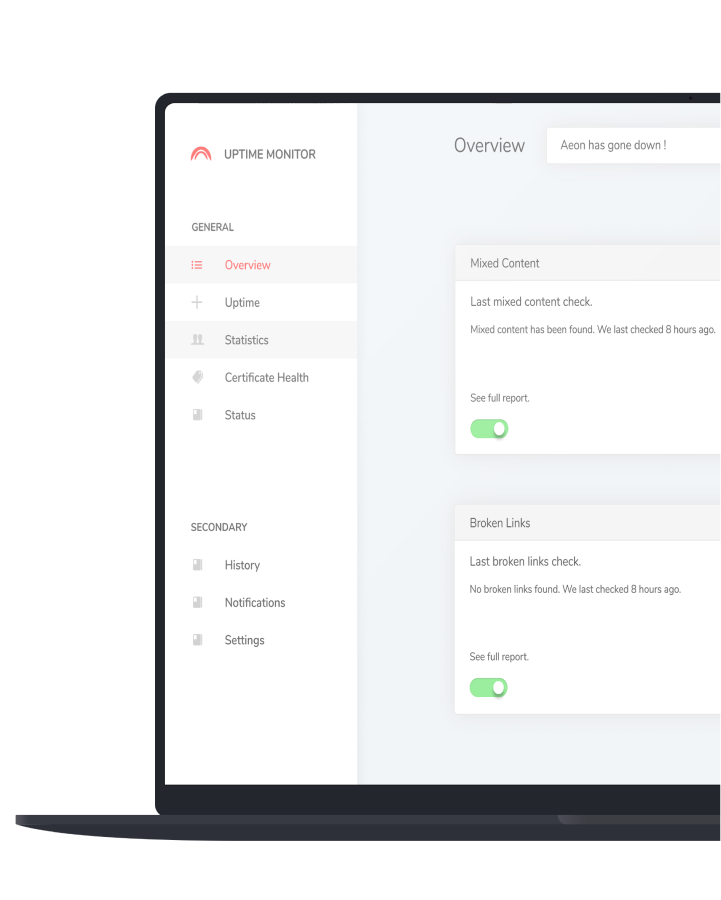 UPTIME MONITOR
GENERAL
Overview
Uptime
Statistics
Certificate Health
Status
SECONDARY
History
Notifications
Settings
Overview
Aeon has gone down !
Mixed Content
Last mixed content check.
Mixed content has been found. We last checked 8 hours ago.
See full report.
Broken Links
Last broken links check.
No broken links found. We last checked 8 hours ago.
See full report.